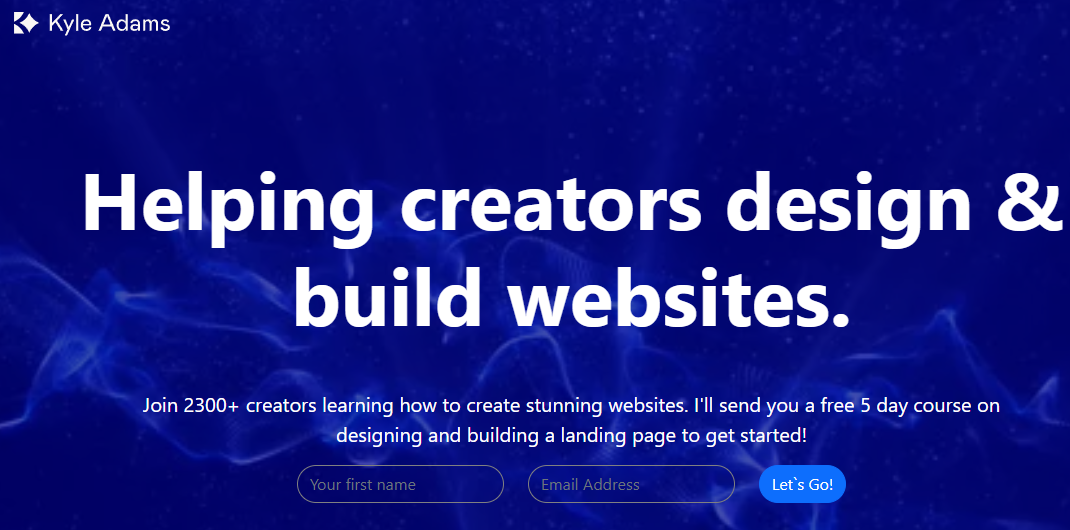 Kyle Adams
Helping creators design &
build websites.
Join 2300+ creators learning how to create stunning websites. I'll send you a free 5 day course on
designing and building a landing page to get started!
Your first name
Email Address
Let`s Go!